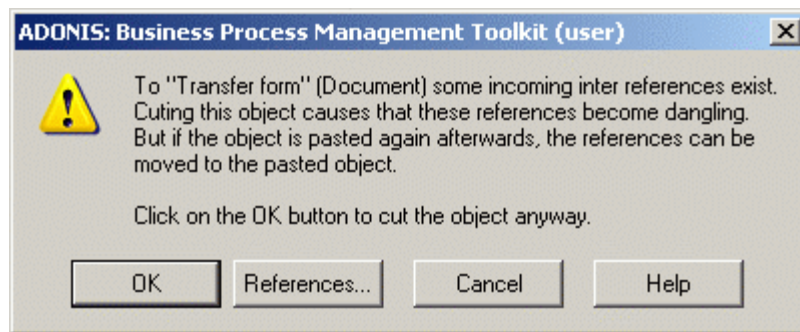 ADONIS: Business Process Management Toolkit (user)
To "Transfer form" (Document) some incoming inter references exist.
Cuting this object causes that these references become dangling.
But if the object is pasted again afterwards, the references can be
moved to the pasted object.
Click on the OK button to cut the object anyway.
OK References... Cancel Help